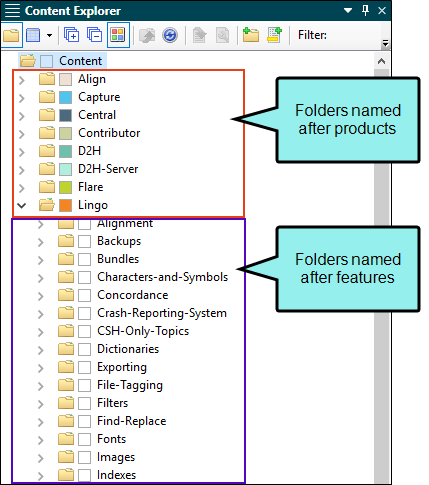 Content Explorer
Filter:
Content
Align
Capture
Central
Contributor
D2H
D2H-Server
Flare
Lingo
Folders named
after products
Alignment
Backups
Bundles
Characters-and-Symbols
Concordance
Crash-Reporting-System
CSH-Only-Topics
Dictionaries
Exporting
File-Tagging
Filters
Find-Replace
Fonts
Images
Indexes
Folders named
after features